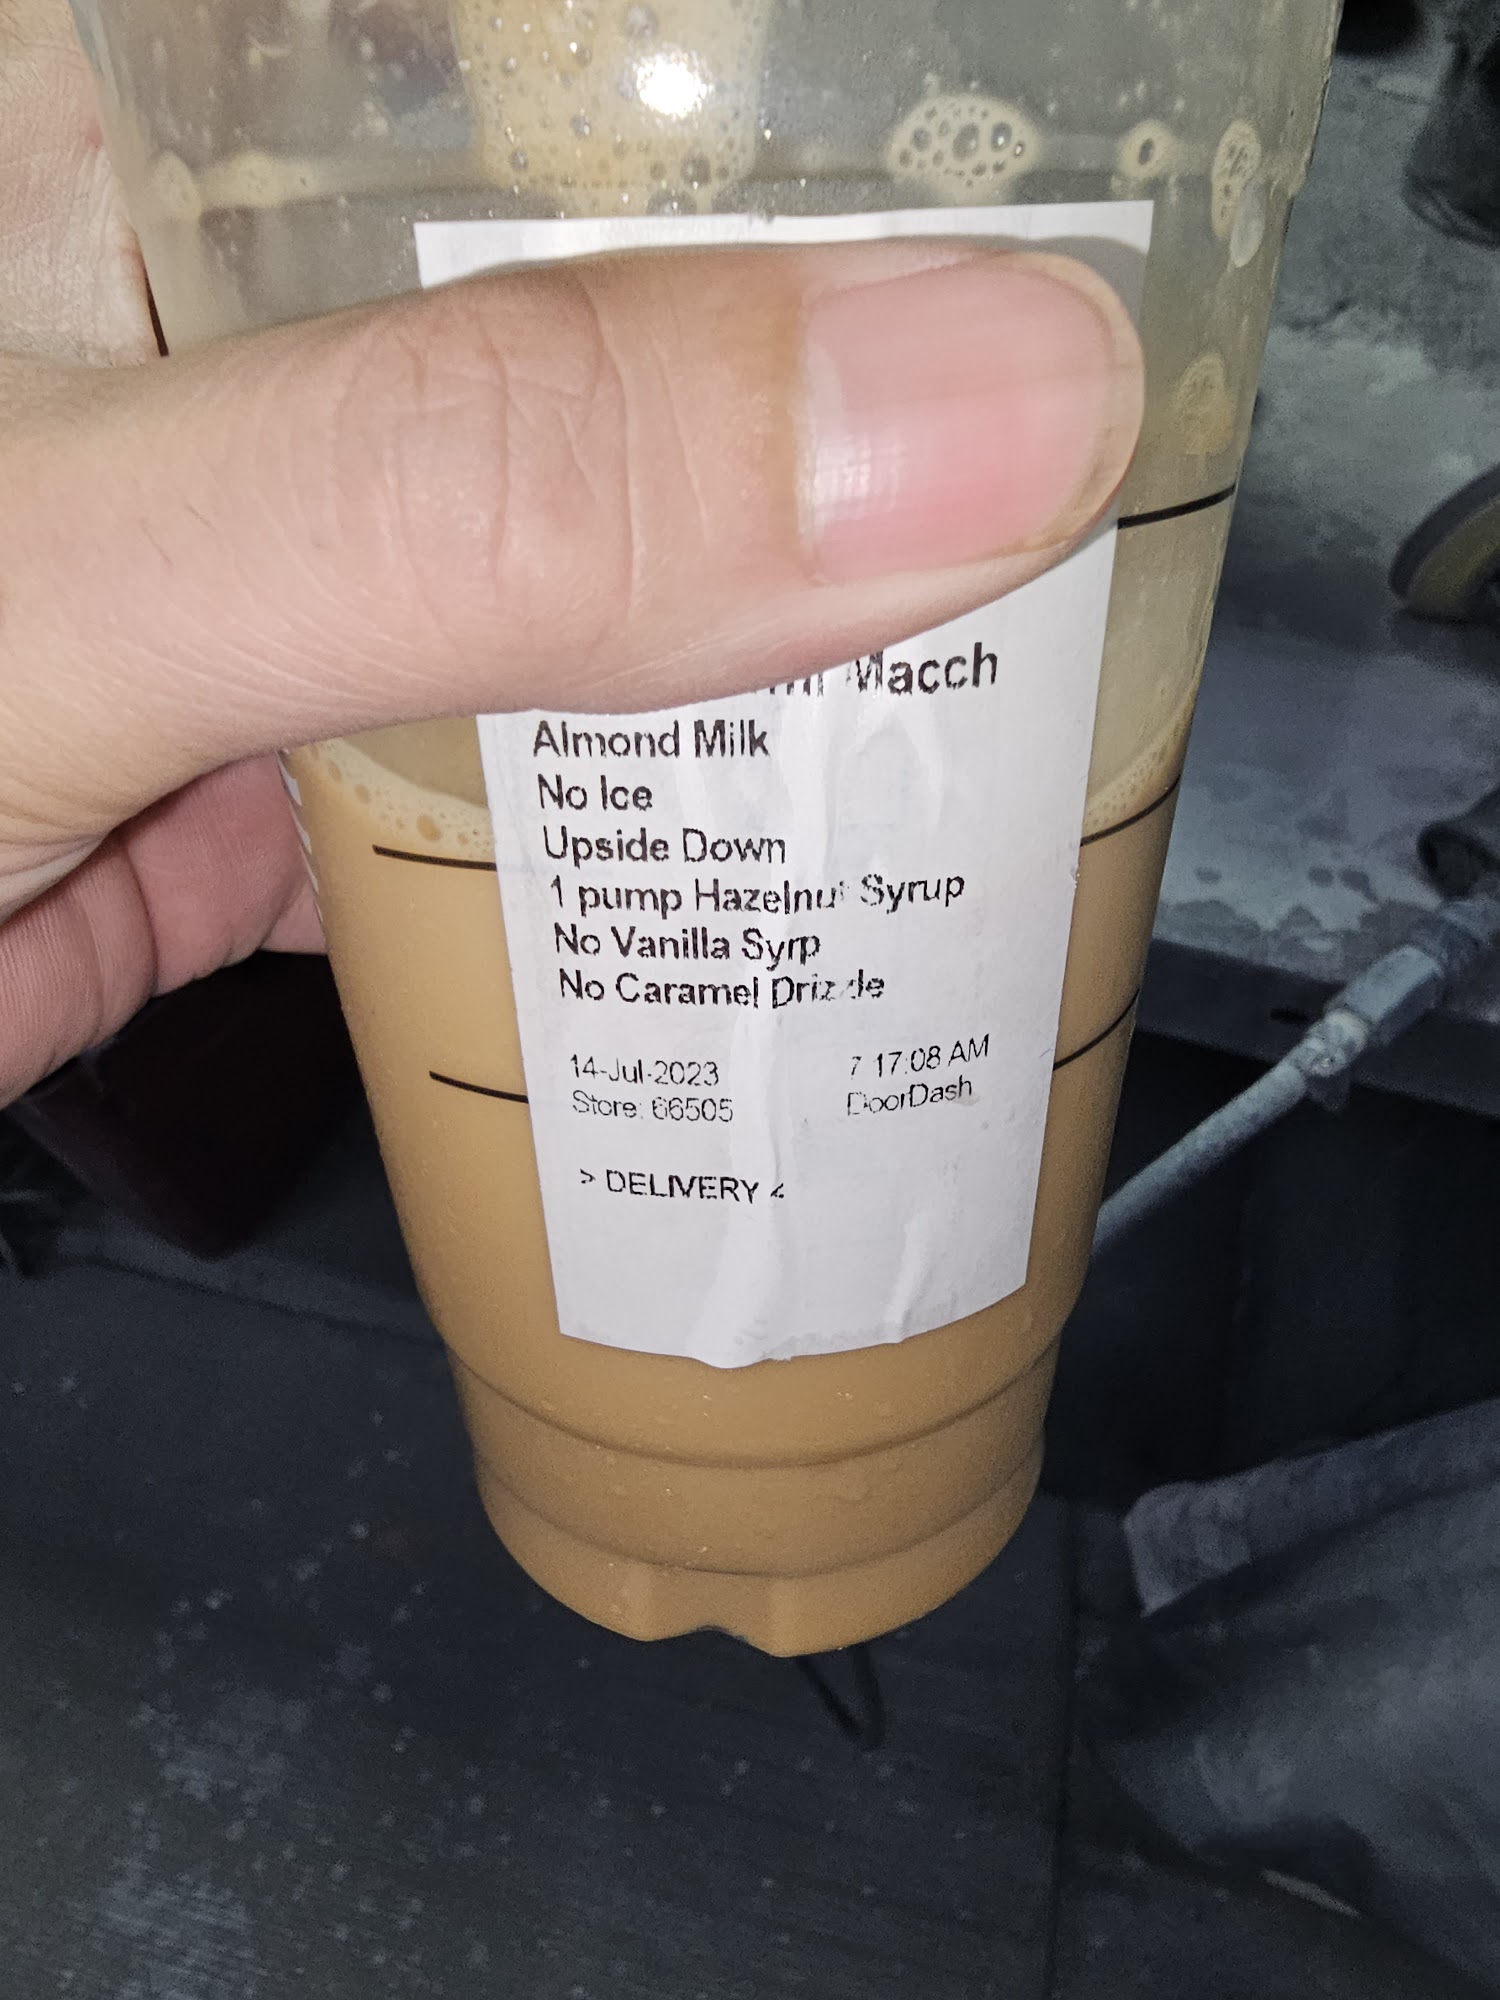 Macch
Almond Milk
No Ice
Upside Down
1 pump Hazelnut Syrup
No Vanilla Syrp
No Caramel Drizzle
14-Jul-2023 7:17:08 AM
Store: 66505 DoorDash
> DELIVERY <